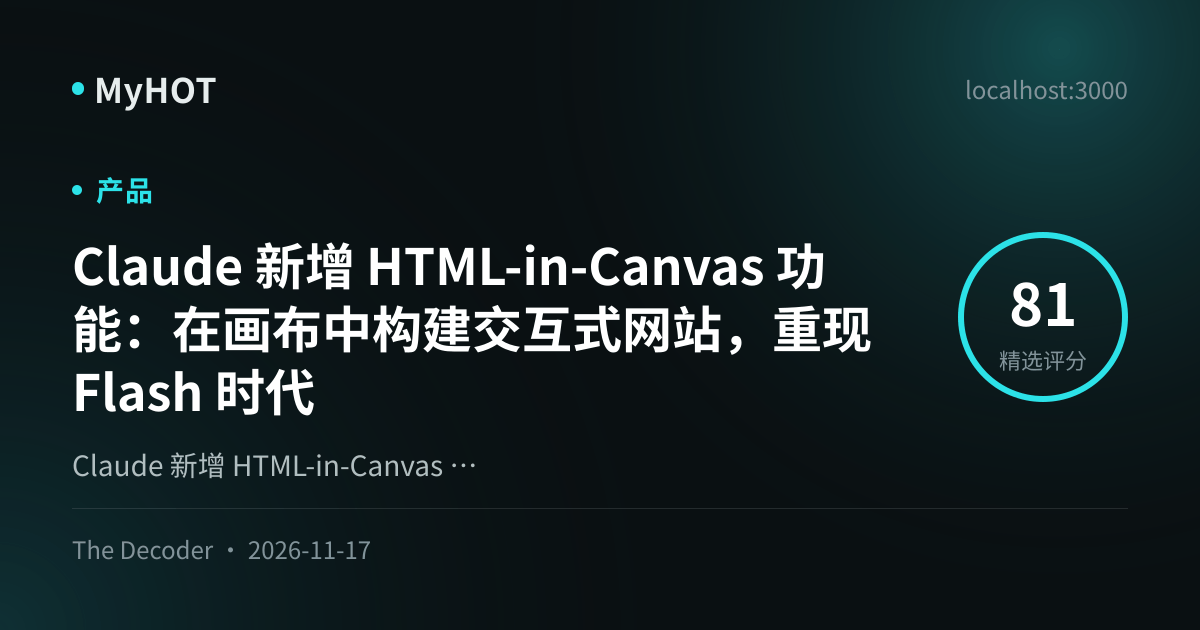 MyHOT
localhost:3000
产品
Claude 新增 HTML-in-Canvas 功
能：在画布中构建交互式网站，重现
Flash 时代
81
精选评分
Claude 新增 HTML-in-Canvas …
The Decoder • 2026-11-17